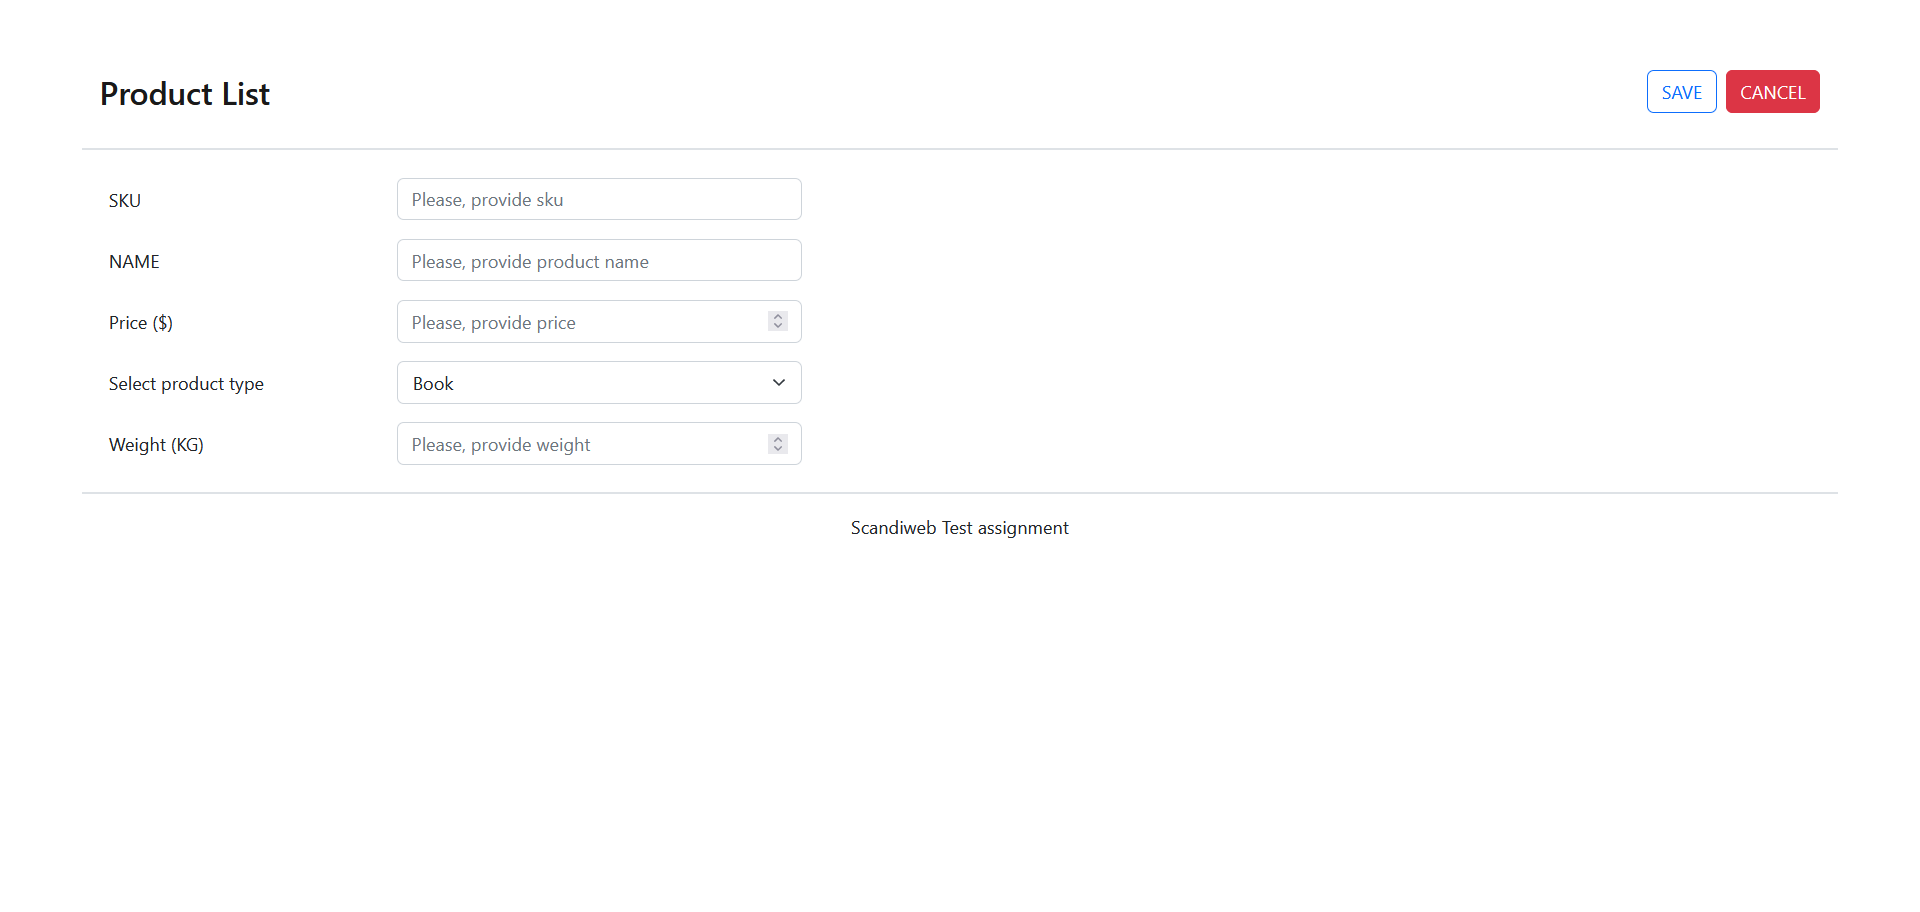 Product List
SAVE
CANCEL
SKU
Please, provide sku
NAME
Please, provide product name
Price ($)
Please, provide price
Select product type
Book
Weight (KG)
Please, provide weight
Scandiweb Test assignment